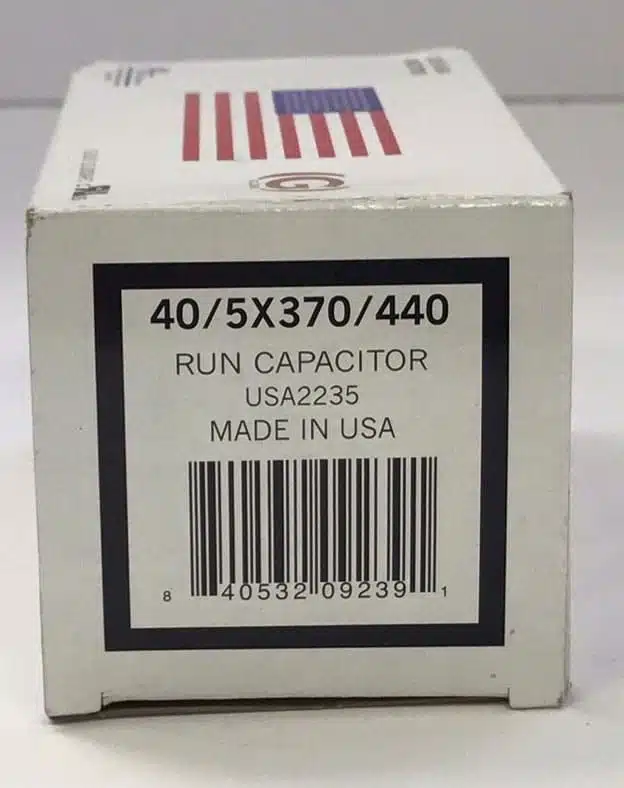 40/5X370/440
RUN CAPACITOR
USA2235
MADE IN USA
8 40532 09239 1